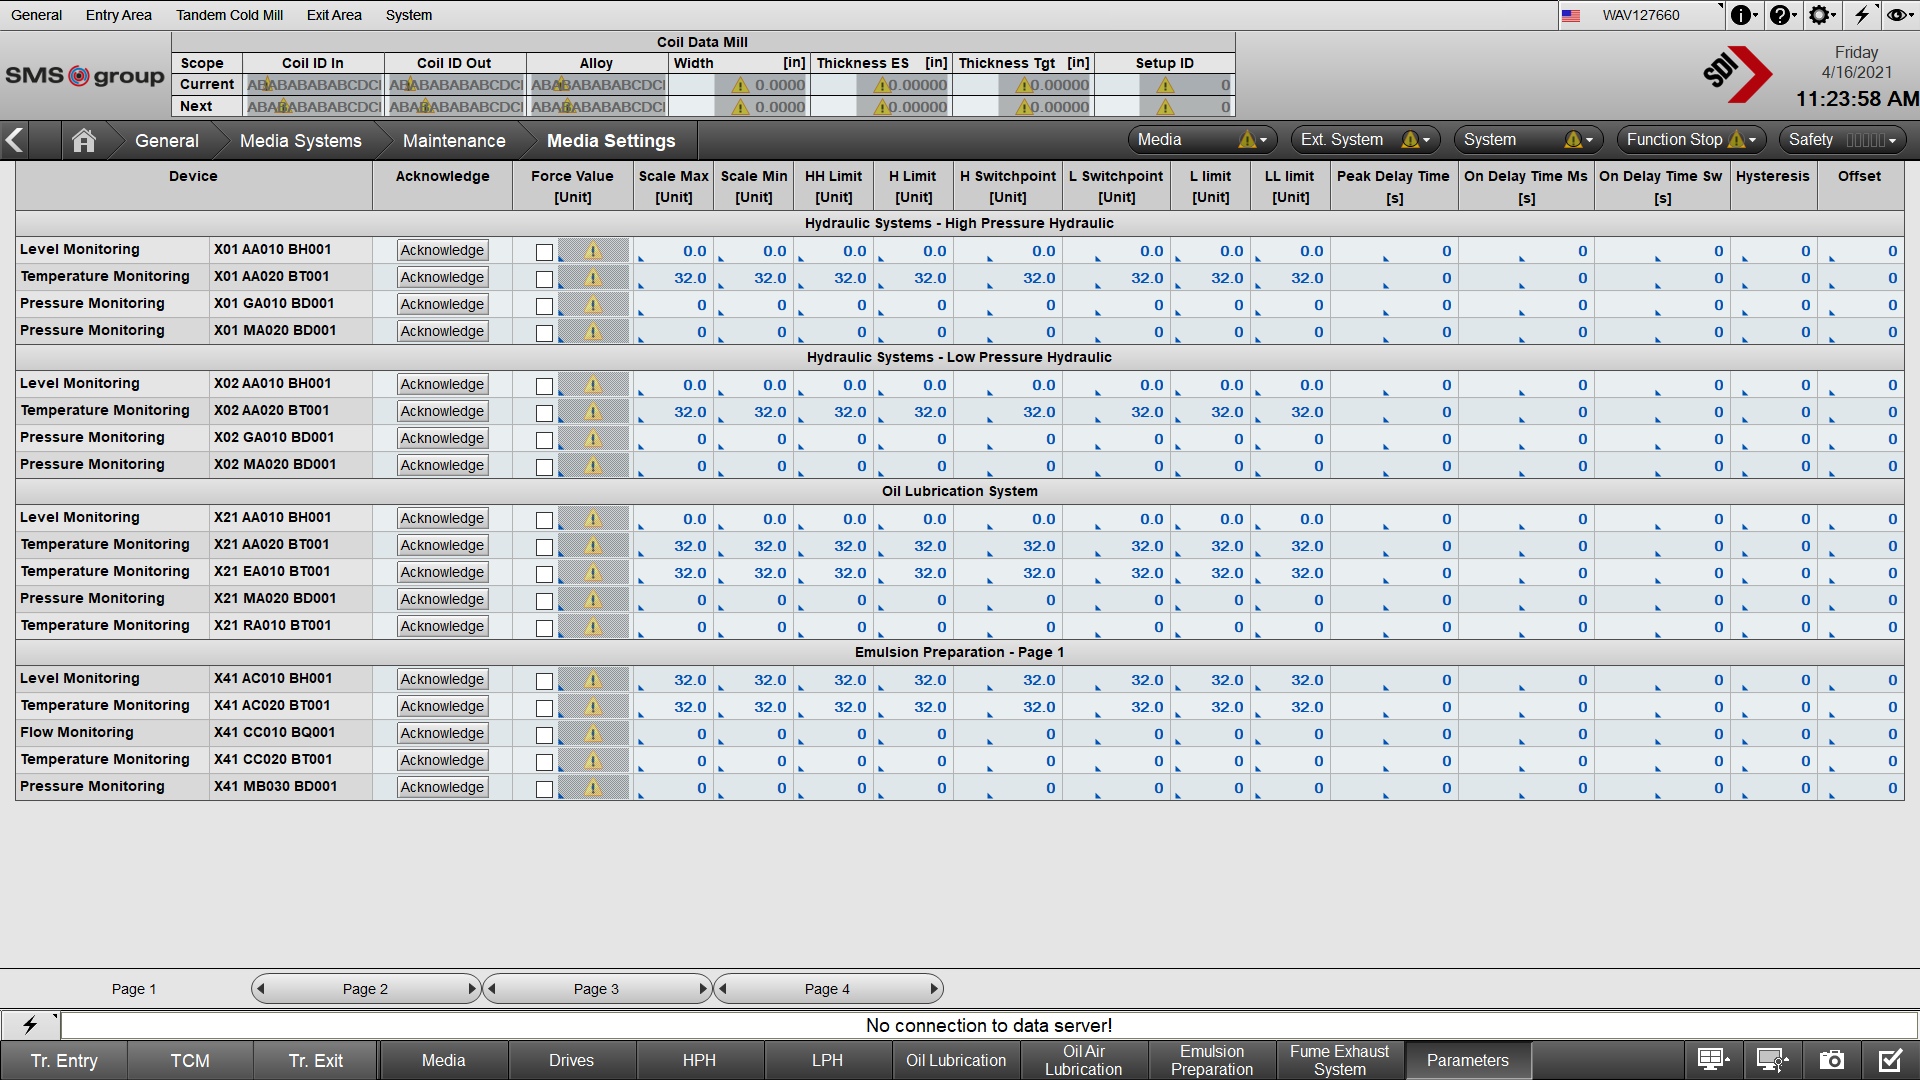 General Entry Area Tandem Cold Mill Exit Area System WAV127660
SMS group
Coil Data Mill
Scope Coil ID In Coil ID Out Alloy Width [in] Thickness ES [in] Thickness Tgt [in] Setup ID
Current 0.0000 0.00000 0.00000 0
Next 0.0000 0.00000 0.00000 0
SDI
Friday
4/16/2021
11:23:58 AM
General Media Systems Maintenance Media Settings Media Ext. System System Function Stop Safety
Device Acknowledge Force Value Scale Max Scale Min HH Limit H Limit H Switchpoint L Switchpoint L limit LL limit Peak Delay Time On Delay Time Ms On Delay Time Sw Hysteresis Offset
[Unit] [Unit] [Unit] [Unit] [Unit] [Unit] [Unit] [Unit] [Unit] [s] [s] [s]
Hydraulic Systems - High Pressure Hydraulic
Level Monitoring X01 AA010 BH001 Acknowledge 0.0 0.0 0.0 0.0 0.0 0.0 0.0 0.0 0 0 0 0 0
Temperature Monitoring X01 AA020 BT001 Acknowledge 32.0 32.0 32.0 32.0 32.0 32.0 32.0 32.0 0 0 0 0 0
Pressure Monitoring X01 GA010 BD001 Acknowledge 0 0 0 0 0 0 0 0 0 0 0 0 0
Pressure Monitoring X01 MA020 BD001 Acknowledge 0 0 0 0 0 0 0 0 0 0 0 0 0
Hydraulic Systems - Low Pressure Hydraulic
Level Monitoring X02 AA010 BH001 Acknowledge 0.0 0.0 0.0 0.0 0.0 0.0 0.0 0.0 0 0 0 0 0
Temperature Monitoring X02 AA020 BT001 Acknowledge 32.0 32.0 32.0 32.0 32.0 32.0 32.0 32.0 0 0 0 0 0
Pressure Monitoring X02 GA010 BD001 Acknowledge 0 0 0 0 0 0 0 0 0 0 0 0 0
Pressure Monitoring X02 MA020 BD001 Acknowledge 0 0 0 0 0 0 0 0 0 0 0 0 0
Oil Lubrication System
Level Monitoring X21 AA010 BH001 Acknowledge 0.0 0.0 0.0 0.0 0.0 0.0 0.0 0.0 0 0 0 0 0
Temperature Monitoring X21 AA020 BT001 Acknowledge 32.0 32.0 32.0 32.0 32.0 32.0 32.0 32.0 0 0 0 0 0
Temperature Monitoring X21 EA010 BT001 Acknowledge 32.0 32.0 32.0 32.0 32.0 32.0 32.0 32.0 0 0 0 0 0
Pressure Monitoring X21 MA020 BD001 Acknowledge 0 0 0 0 0 0 0 0 0 0 0 0 0
Temperature Monitoring X21 RA010 BT001 Acknowledge 0 0 0 0 0 0 0 0 0 0 0 0 0
Emulsion Preparation - Page 1
Level Monitoring X41 AC010 BH001 Acknowledge 32.0 32.0 32.0 32.0 32.0 32.0 32.0 32.0 0 0 0 0 0
Temperature Monitoring X41 AC020 BT001 Acknowledge 32.0 32.0 32.0 32.0 32.0 32.0 32.0 32.0 0 0 0 0 0
Flow Monitoring X41 CC010 BQ001 Acknowledge 0 0 0 0 0 0 0 0 0 0 0 0 0
Temperature Monitoring X41 CC020 BT001 Acknowledge 0 0 0 0 0 0 0 0 0 0 0 0 0
Pressure Monitoring X41 MB030 BD001 Acknowledge 0 0 0 0 0 0 0 0 0 0 0 0 0
Page 1 Page 2 Page 3 Page 4
No connection to data server!
Tr. Entry TCM Tr. Exit Media Drives HPH LPH Oil Lubrication Oil Air Lubrication Emulsion Preparation Fume Exhaust System Parameters